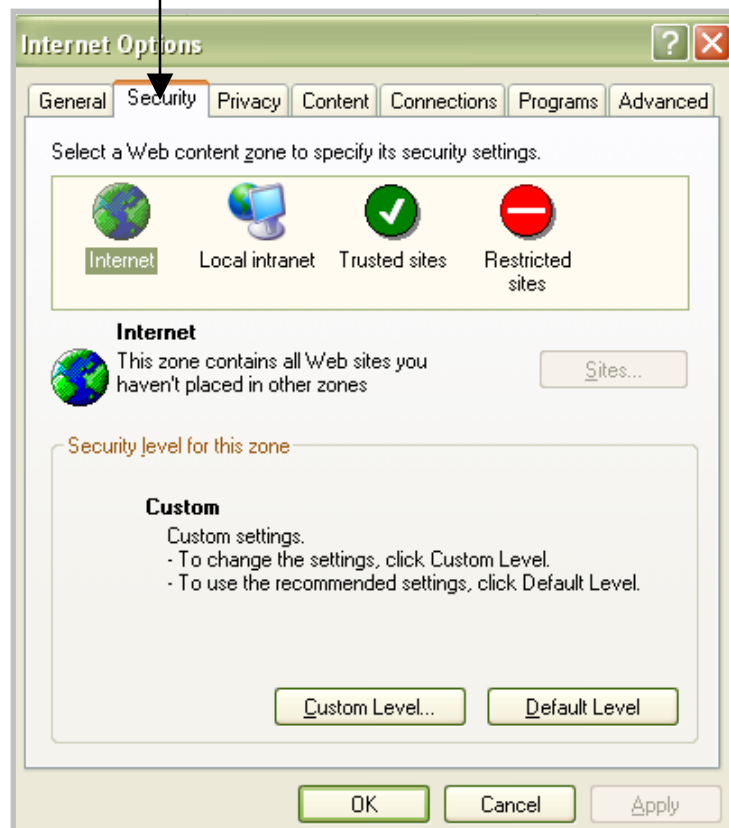 Internet Options
General Security Privacy Content Connections Programs Advanced
Select a Web content zone to specify its security settings.
Internet Local intranet Trusted sites Restricted
sites
Internet
This zone contains all Web sites you
haven't placed in other zones
Sites...
Security level for this zone
Custom
Custom settings.
- To change the settings, click Custom Level.
- To use the recommended settings, click Default Level.
Custom Level... Default Level
OK Cancel Apply